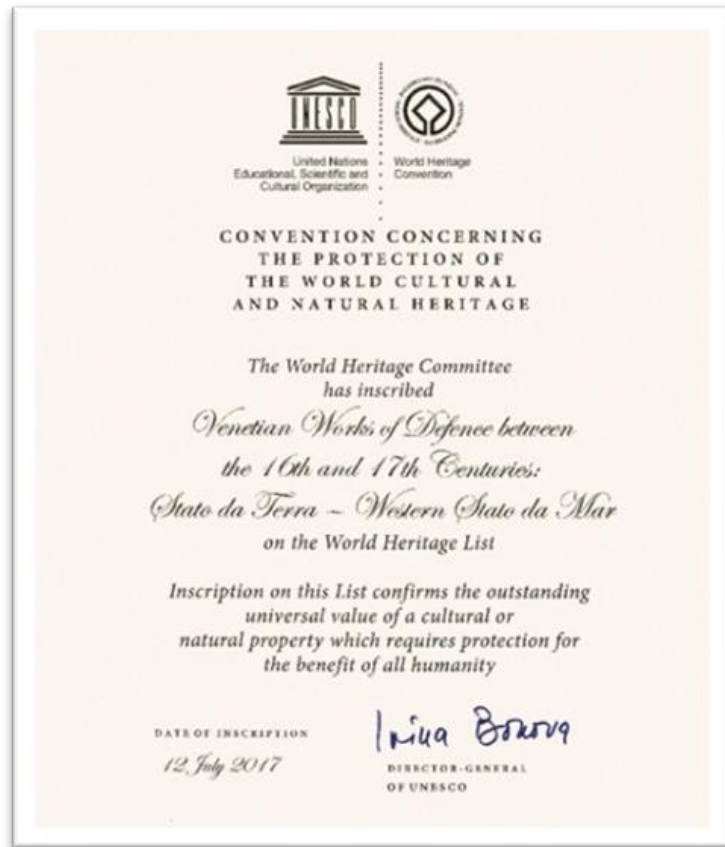 UNESCO
United Nations
Educational, Scientific and
Cultural Organization
World Heritage
Convention
CONVENTION CONCERNING
THE PROTECTION OF
THE WORLD CULTURAL
AND NATURAL HERITAGE
The World Heritage Committee
has inscribed
Venetian Works of Defence between
the 16th and 17th Centuries:
Stato da Terra – Western Stato da Mar
on the World Heritage List
Inscription on this List confirms the outstanding
universal value of a cultural or
natural property which requires protection for
the benefit of all humanity
DATE OF INSCRIPTION
12 July 2017
Irina Bokova
DIRECTOR-GENERAL
OF UNESCO